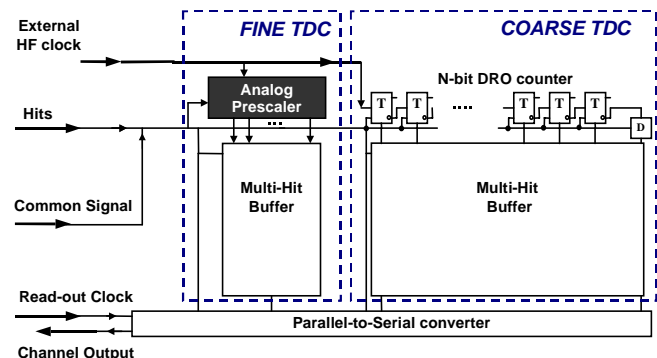 External
HF clock
FINE TDC
COARSE TDC
Analog
Prescaler
N-bit DRO counter
T
T
....
T
T
T
D
Hits
...
Multi-Hit
Buffer
Multi-Hit
Buffer
Common Signal
Read-out Clock
Parallel-to-Serial converter
Channel Output